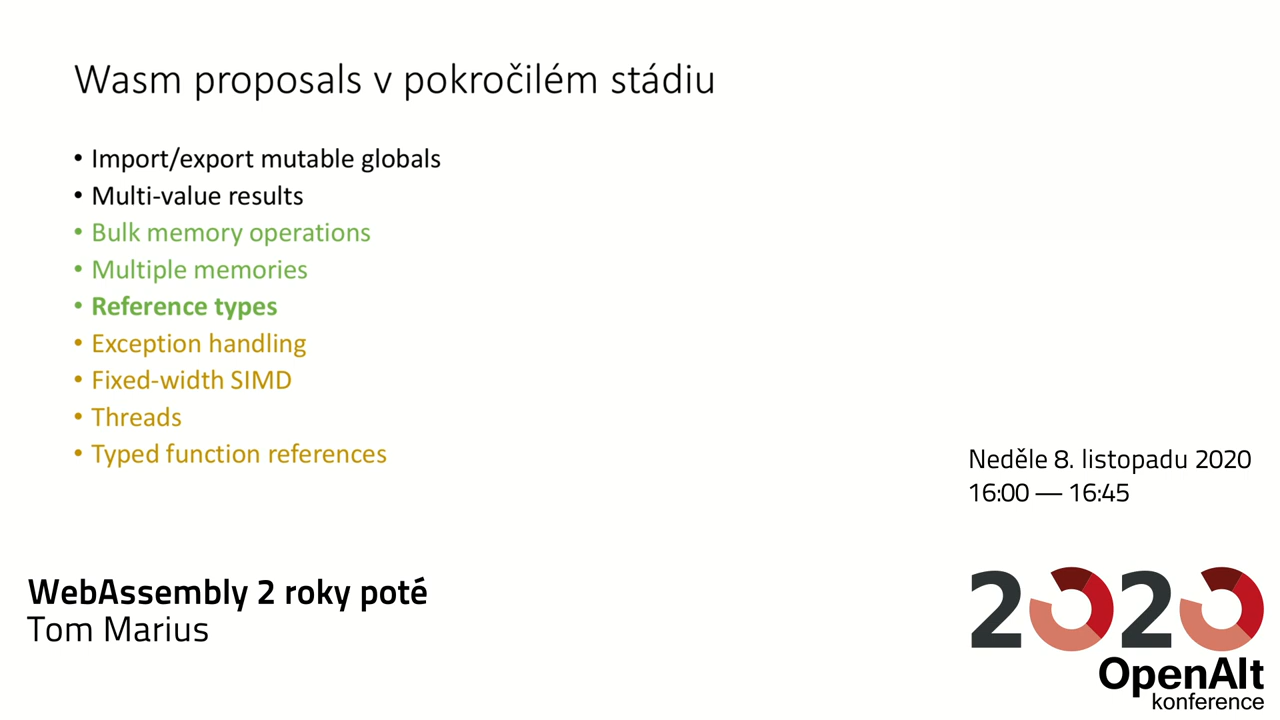 Wasm proposals v pokročilém stádiu
• Import/export mutable globals
• Multi-value results
• Bulk memory operations
• Multiple memories
• Reference types
• Exception handling
• Fixed-width SIMD
• Threads
• Typed function references
Neděle 8. listopadu 2020
16:00 — 16:45
WebAssembly 2 roky poté
Tom Marius
2020
OpenAlt
konference